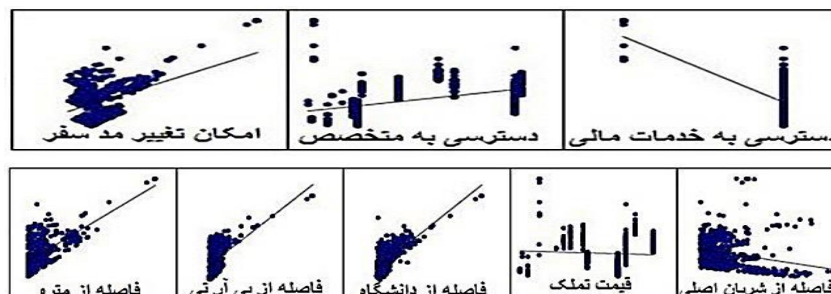 دسترسی به خدمات مالی
دسترسی به متخصص
امکان تغییر مد سفر
فاصله از شریان اصلی
قیمت تملک
فاصله از دانشگاه
فاصله از بی آر تی
فاصله از مترو